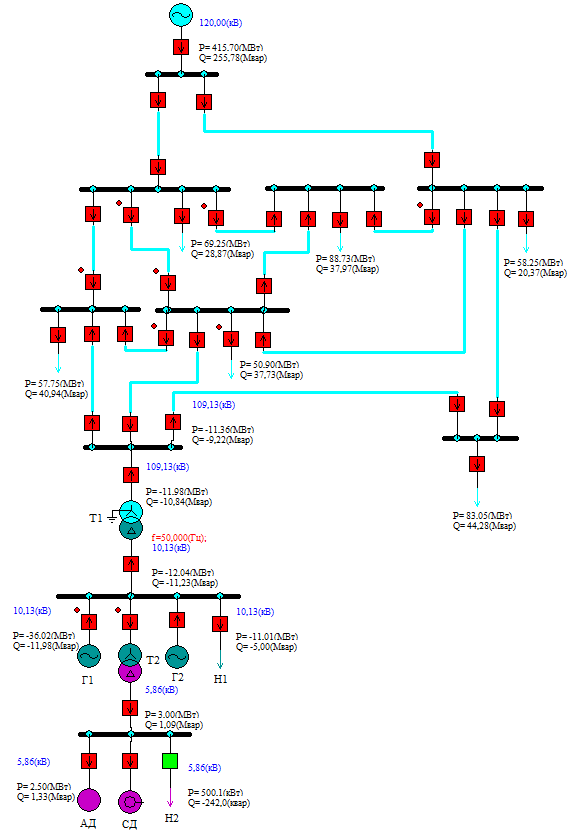 120,00(кВ)
P= 415.70(МВт)
Q= 255,78(Мвар)
P= 69,25(МВт)
Q= 28,87(Мвар)
P= 88.73(МВт)
Q= 37,97(Мвар)
P= 58.25(МВт)
Q= 20,37(Мвар)
P= 57.75(МВт)
Q= 40,94(Мвар)
P= 50.90(МВт)
Q= 37,73(Мвар)
109,13(кВ)
P= -11.36(МВт)
Q= -9,22(Мвар)
109,13(кВ)
P= -11.98(МВт)
Q= -10,84(Мвар)
T1
P= 83.05(МВт)
Q= 44,28(Мвар)
f=50,000(Гц);
10,13(кВ)
P= -12.04(МВт)
Q= -11,23(Мвар)
10,13(кВ)
10,13(кВ)
P= -36.02(МВт)
Q= -11,98(Мвар)
P= -11.01(МВт)
Q= -5,00(Мвар)
T2
Г1
Г2
Н1
5,86(кВ)
P= 3.00(МВт)
Q= 1,09(Мвар)
5,86(кВ)
5,86(кВ)
P= 2.50(МВт)
Q= 1,33(Мвар)
P= 500.1(кВт)
Q= -242,0(квар)
АД
СД
Н2